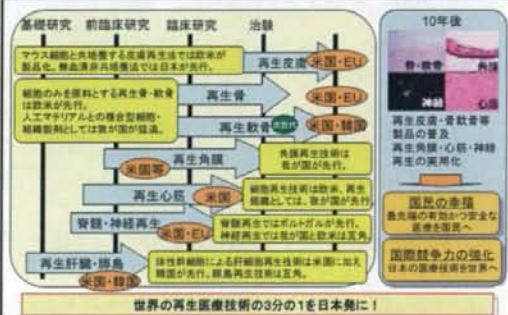 基礎研究 前臨床研究 臨床研究 治験
マウス細胞と共培養する皮膚再生法では欧米が
製品化。無血清非共培養法では日本が先行。
再生皮膚
米国・EU
細胞のみを原料とする再生骨・軟骨
は欧米が先行。
人工マテリアルとの複合型細胞・
組織製剤としては我が国が猛追。
再生骨
米国・EU
再生軟骨
次世代
米国・韓国
再生角膜
米国等
角膜再生技術は
我が国が先行。
再生心筋
米国
細胞再生技術は欧米、再生
組織としては、我が国が先行。
脊髄・神経再生
米国・EU
脊髄再生ではポルトガルが先行。
神経再生では我が国と欧米は互角。
再生肝臓・膵島
米国・韓国
体性幹細胞による肝細胞再生技術は米国に加え
韓国が先行。膵島再生技術は互角。
10年後
骨・軟骨
角膜
神経
心筋
再生皮膚・骨軟骨等
製品の普及
再生角膜・心筋・神経
再生の実用化
国民の幸福
最先端の有効かつ安全な
医療を国民へ
国際競争力の強化
日本の医療技術を世界へ
世界の再生医療技術の3分の1を日本発に！